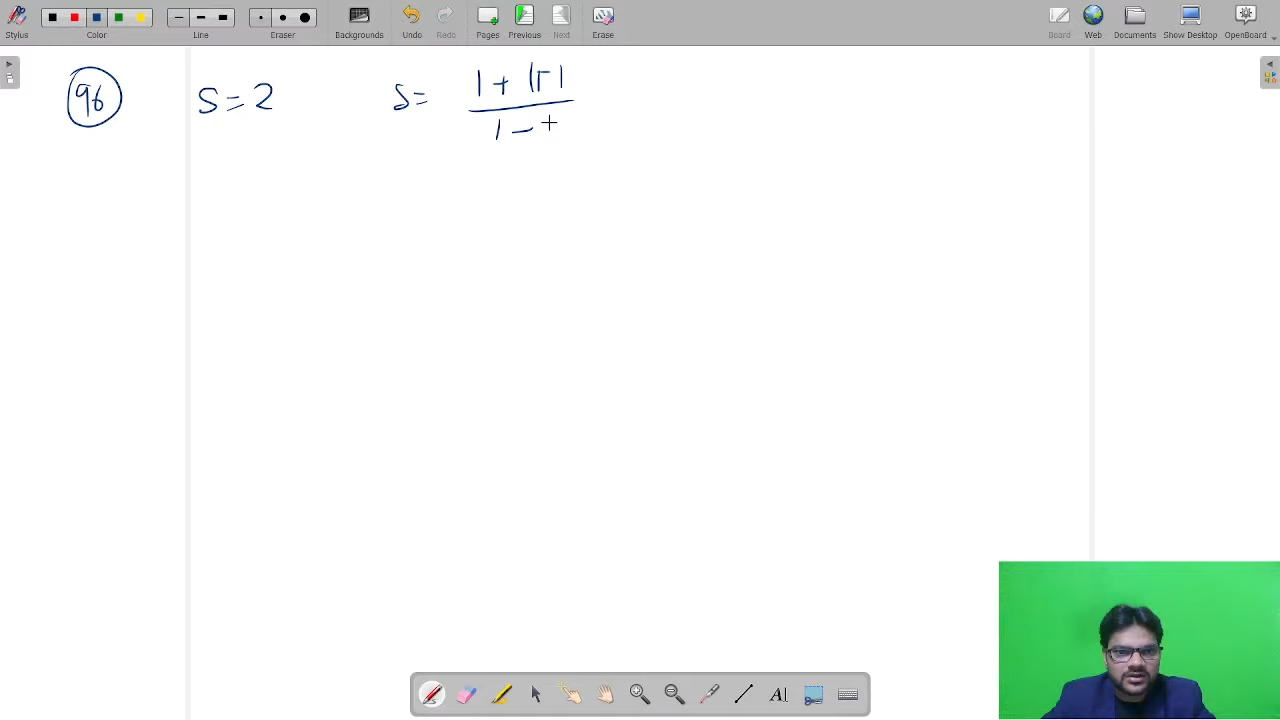 Stylus Color Line Eraser Backgrounds Undo Redo Pages Previous Next Erase Board Web Documents Show Desktop OpenBoard
96 S = 2 S = 1 + |Γ|
1 −
AI